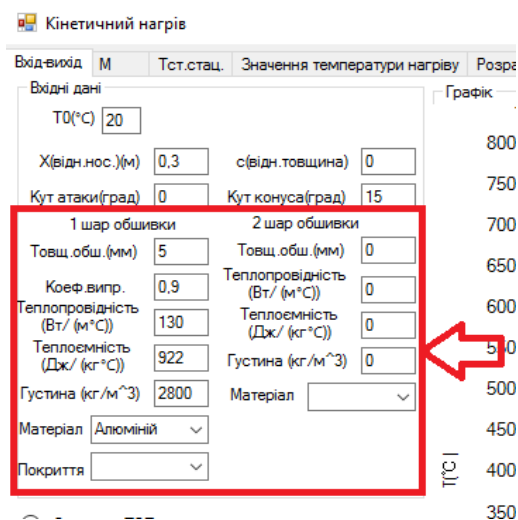 Кінетичний нагрів
Вхід-вихід М Тст.стац. Значення температури нагріву Розра
Вхідні дані
Графік
T0(°C) 20
Х(відн.нос.)(м) 0,3 с(відн.товщина) 0
Кут атаки(град) 0 Кут конуса(град) 15
1 шар обшивки 2 шар обшивки
Товщ.обш.(мм) 5 Товщ.обш.(мм) 0
Коеф.випр. 0,9 Теплопровідність (Вт/ (м°С)) 0
Теплопровідність (Вт/ (м°С)) 130 Теплоємність (Дж/ (кг°С)) 0
Теплоємність (Дж/ (кг°С)) 922 Густина (кг/м^3) 0
Густина (кг/м^3) 2800 Матеріал
Матеріал Алюміній
Покриття
800
750
700
650
600
500
450
400
350
T(°C)